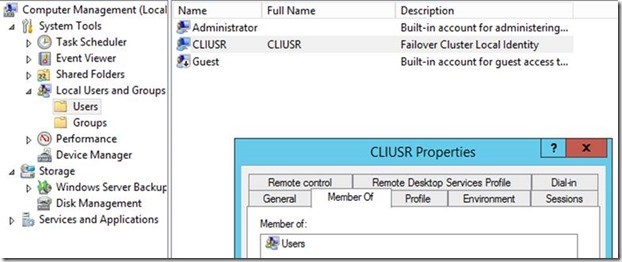 Computer Management (Local
System Tools
Task Scheduler
Event Viewer
Shared Folders
Local Users and Groups
Users
Groups
Performance
Device Manager
Storage
Windows Server Backup
Disk Management
Services and Applications
Name Full Name Description
Administrator Built-in account for administering...
CLIUSR CLIUSR Failover Cluster Local Identity
Guest Built-in account for guest access t...
CLIUSR Properties ? X
Remote control Remote Desktop Services Profile Dial-in
General Member Of Profile Environment Sessions
Member of:
Users